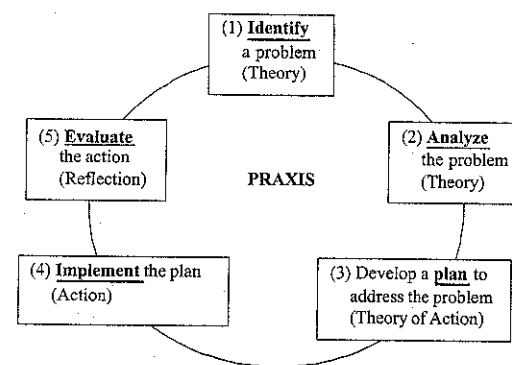 (1) Identify
a problem
(Theory)
(2) Analyze
the problem
(Theory)
(3) Develop a plan to
address the problem
(Theory of Action)
(4) Implement the plan
(Action)
(5) Evaluate
the action
(Reflection)
PRAXIS